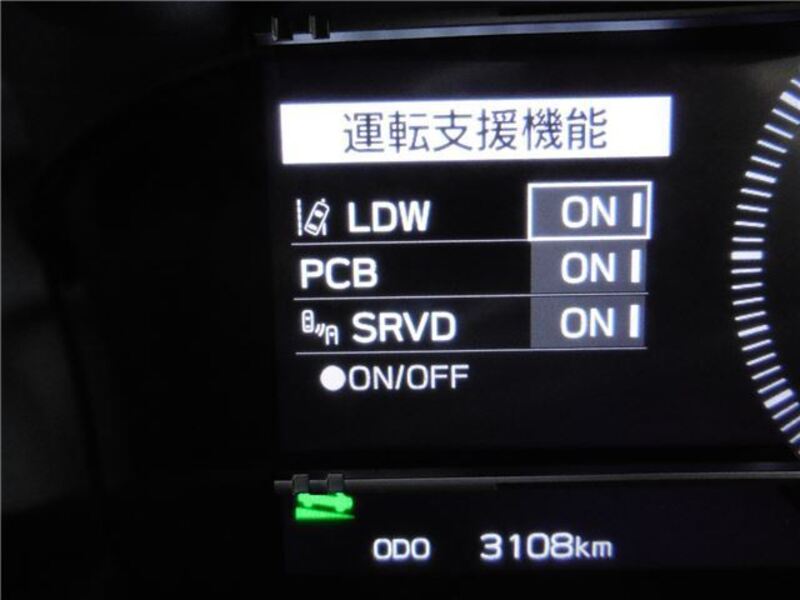 運転支援機能
LDW ON
PCB ON
SRVD ON
●ON/OFF
ODO 3108km